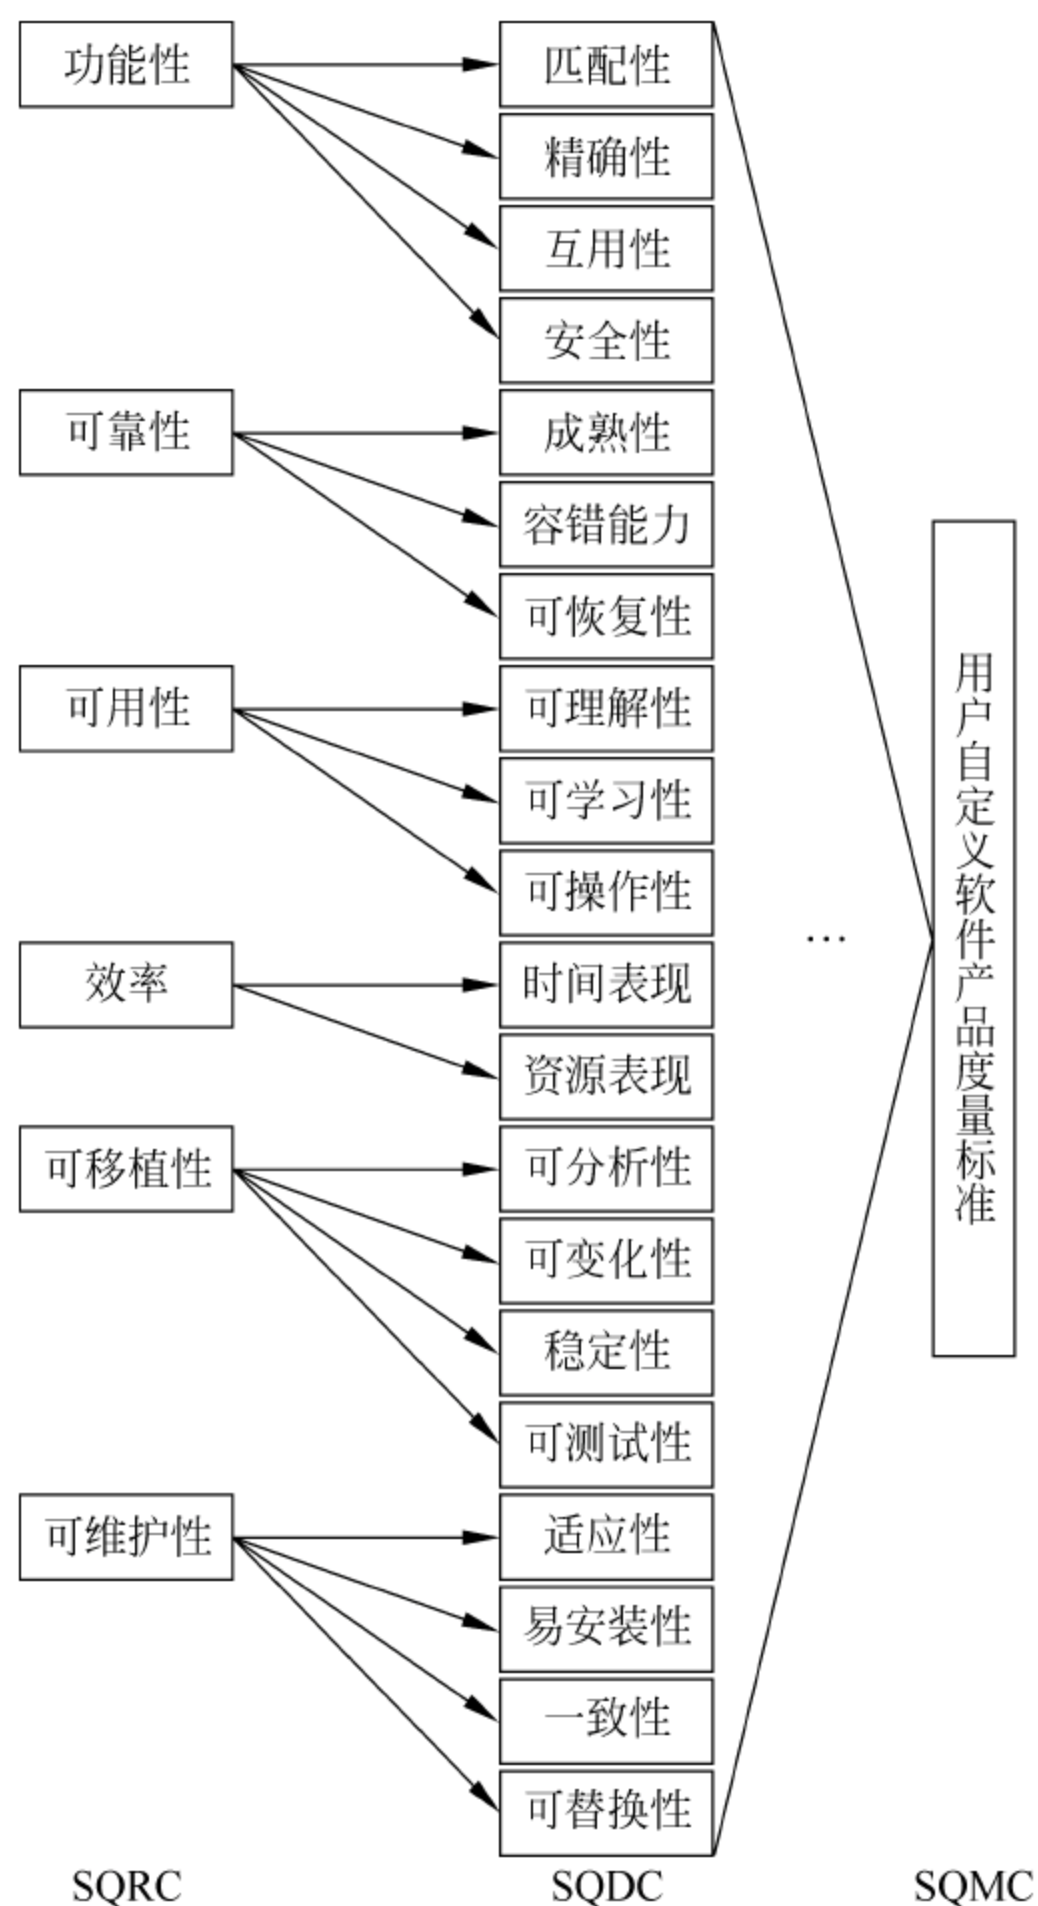 功能性
匹配性
精确性
互用性
安全性
可靠性
成熟性
容错能力
可恢复性
可用性
可理解性
可学习性
可操作性
效率
时间表现
资源表现
可移植性
可分析性
可变化性
稳定性
可测试性
可维护性
适应性
易安装性
一致性
可替换性
…
用户自定义软件产品度量标准
SQRC
SQDC
SQMC